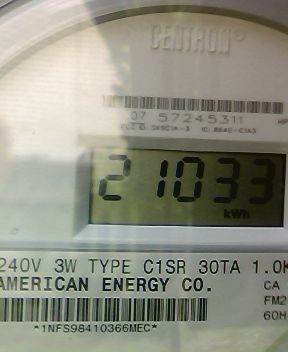 CENTRON®
07 57245311
21033
kWh
240V 3W TYPE C1SR 30TA 1.0K
AMERICAN ENERGY CO. CA
FM2
60H
*1NFS98410366MEC*